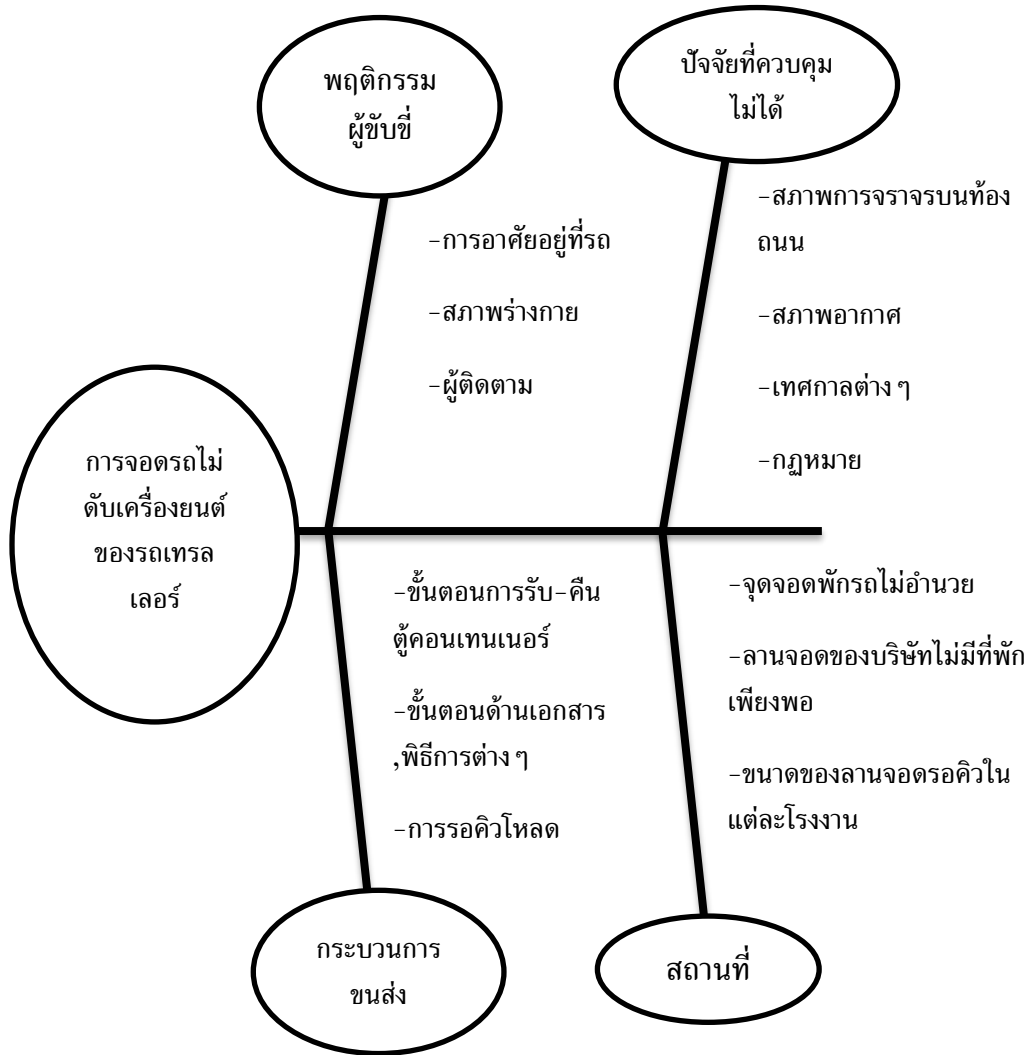 พฤติกรรม
ผู้ขับขี่
ปัจจัยที่ควบคุม
ไม่ได้
-การอาศัยอยู่ที่รถ
-สภาพร่างกาย
-ผู้ติดตาม
-สภาพการจราจรบนท้อง
ถนน
-สภาพอากาศ
-เทศกาลต่าง ๆ
-กฏหมาย
การจอดรถไม่
ดับเครื่องยนต์
ของรถเทรล
เลอร์
-ขั้นตอนการรับ-คืน
ตู้คอนเทนเนอร์
-ขั้นตอนด้านเอกสาร
,พิธีการต่าง ๆ
-การรอคิวโหลด
-จุดจอดพักรถไม่อำนวย
-ลานจอดของบริษัทไม่มีที่พัก
เพียงพอ
-ขนาดของลานจอดรอคิวใน
แต่ละโรงงาน
กระบวนการ
ขนส่ง
สถานที่